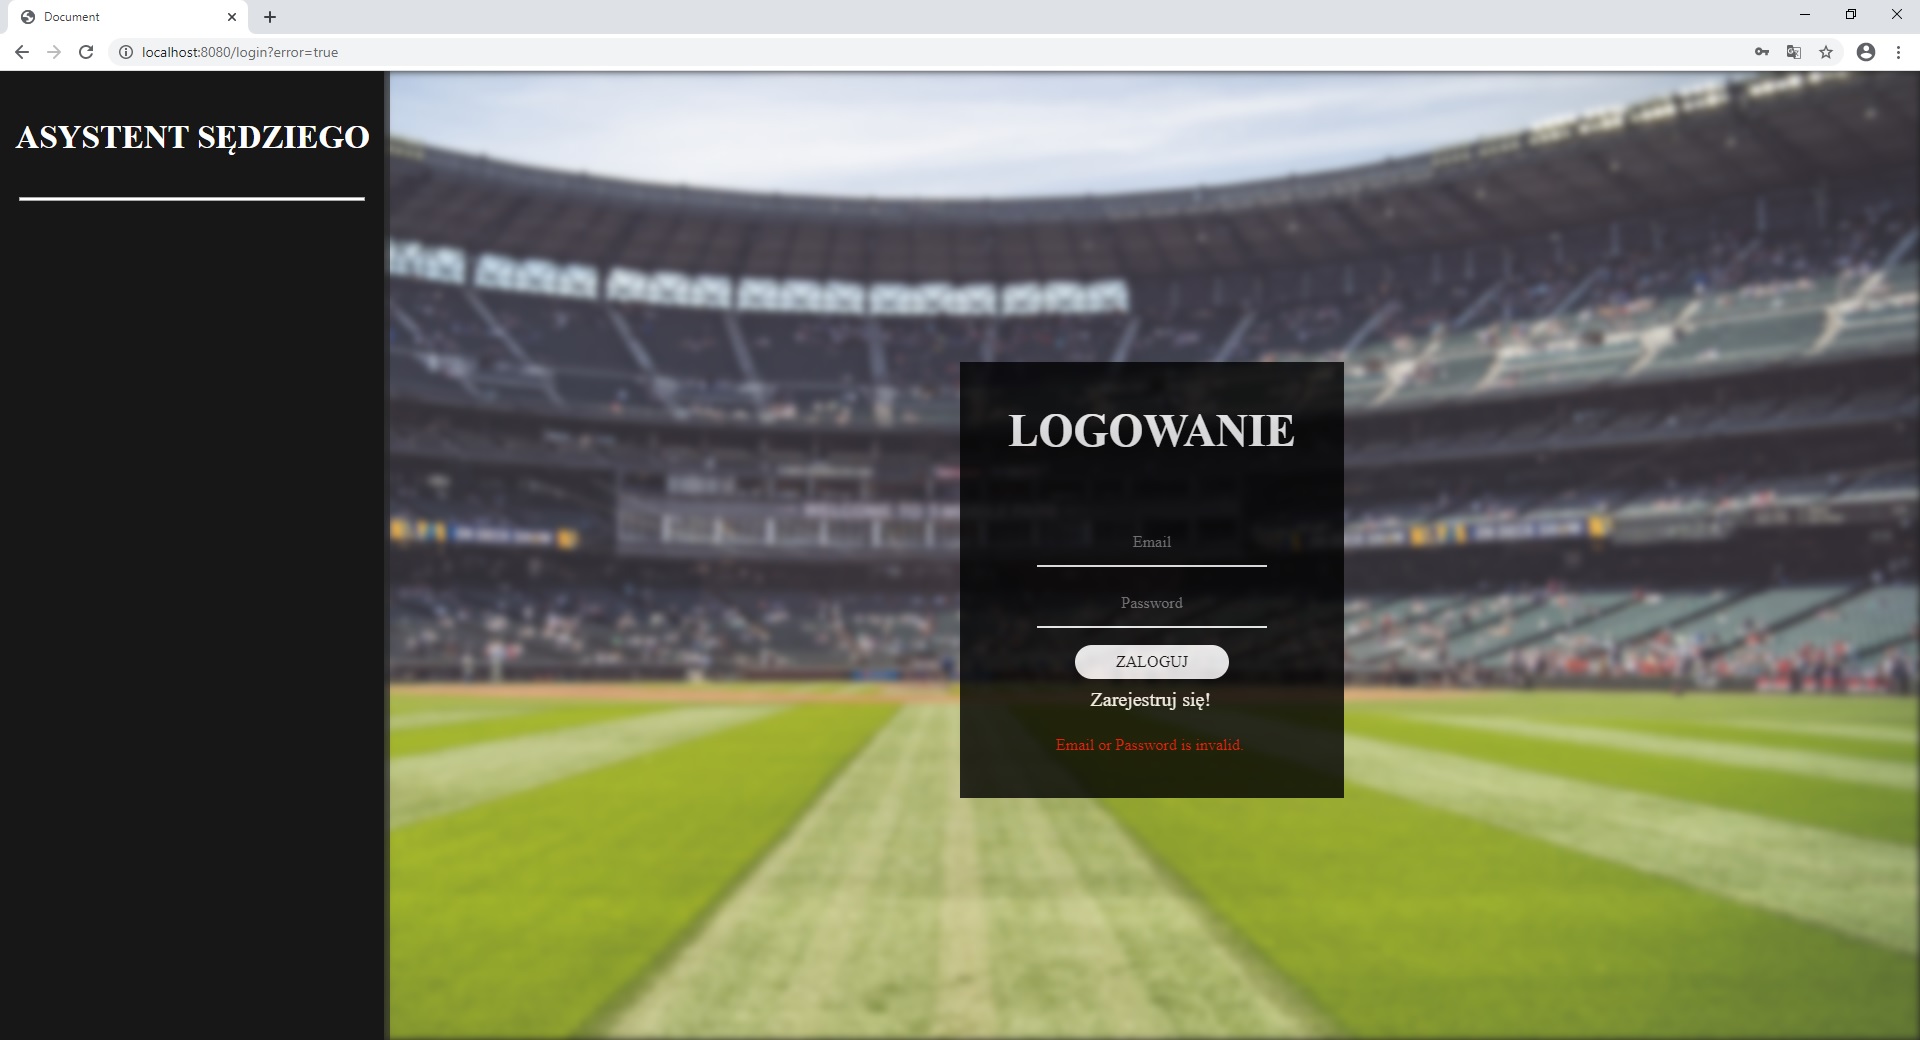 Document
localhost:8080/login?error=true
ASYSTENT SĘDZIEGO
LOGOWANIE
Email
Password
ZALOGUJ
Zarejestruj się!
Email or Password is invalid.